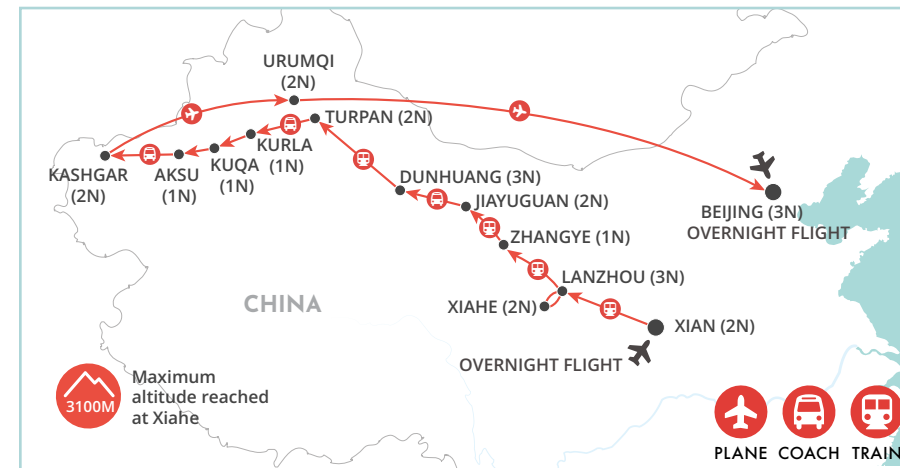 URUMQI
(2N)
TURPAN (2N)
KURLA
(1N)
KUQA
(1N)
AKSU
(1N)
KASHGAR
(2N)
DUNHUANG (3N)
JIAYUGUAN (2N)
ZHANGYE (1N)
BEIJING (3N)
OVERNIGHT FLIGHT
LANZHOU (3N)
XIAHE (2N)
XIAN (2N)
OVERNIGHT FLIGHT
CHINA
3100M
Maximum
altitude reached
at Xiahe
PLANE COACH TRAIN